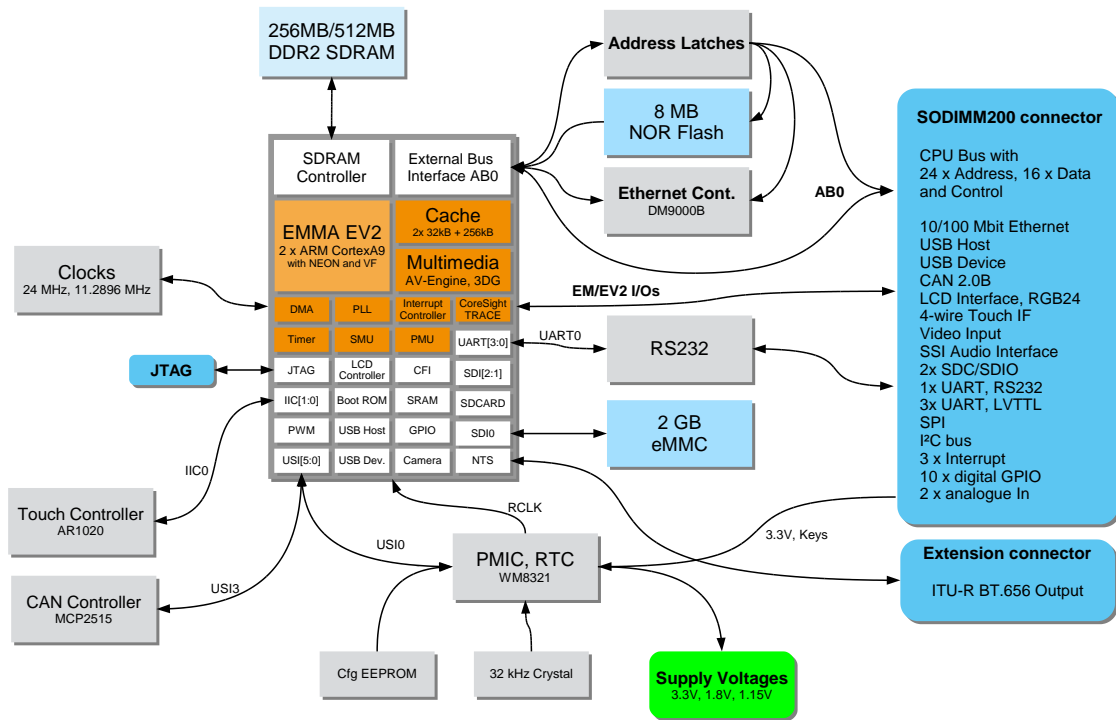 256MB/512MB
DDR2 SDRAM
Address Latches
8 MB
NOR Flash
Ethernet Cont.
DM9000B
AB0
SODIMM200 connector
CPU Bus with
24 x Address, 16 x Data
and Control
10/100 Mbit Ethernet
USB Host
USB Device
CAN 2.0B
LCD Interface, RGB24
4-wire Touch IF
Video Input
SSI Audio Interface
2x SDC/SDIO
1x UART, RS232
3x UART, LVTTL
SPI
I²C bus
3 x Interrupt
10 x digital GPIO
2 x analogue In
SDRAM
Controller
External Bus
Interface AB0
EMMA EV2
2 x ARM CortexA9
with NEON and VF
Cache
2x 32kB + 256kB
Multimedia
AV-Engine, 3DG
DMA
PLL
Interrupt
Controller
CoreSight
TRACE
Timer
SMU
PMU
UART[3:0]
JTAG
LCD
Controller
CFI
SDI[2:1]
IIC[1:0]
Boot ROM
SRAM
SDCARD
PWM
USB Host
GPIO
SDI0
USI[5:0]
USB Dev.
Camera
NTS
Clocks
24 MHz, 11.2896 MHz
JTAG
EM/EV2 I/Os
UART0
RS232
2 GB
eMMC
IIC0
Touch Controller
AR1020
USI3
CAN Controller
MCP2515
USI0
RCLK
PMIC, RTC
WM8321
3.3V, Keys
Extension connector
ITU-R BT.656 Output
Cfg EEPROM
32 kHz Crystal
Supply Voltages
3.3V, 1.8V, 1.15V